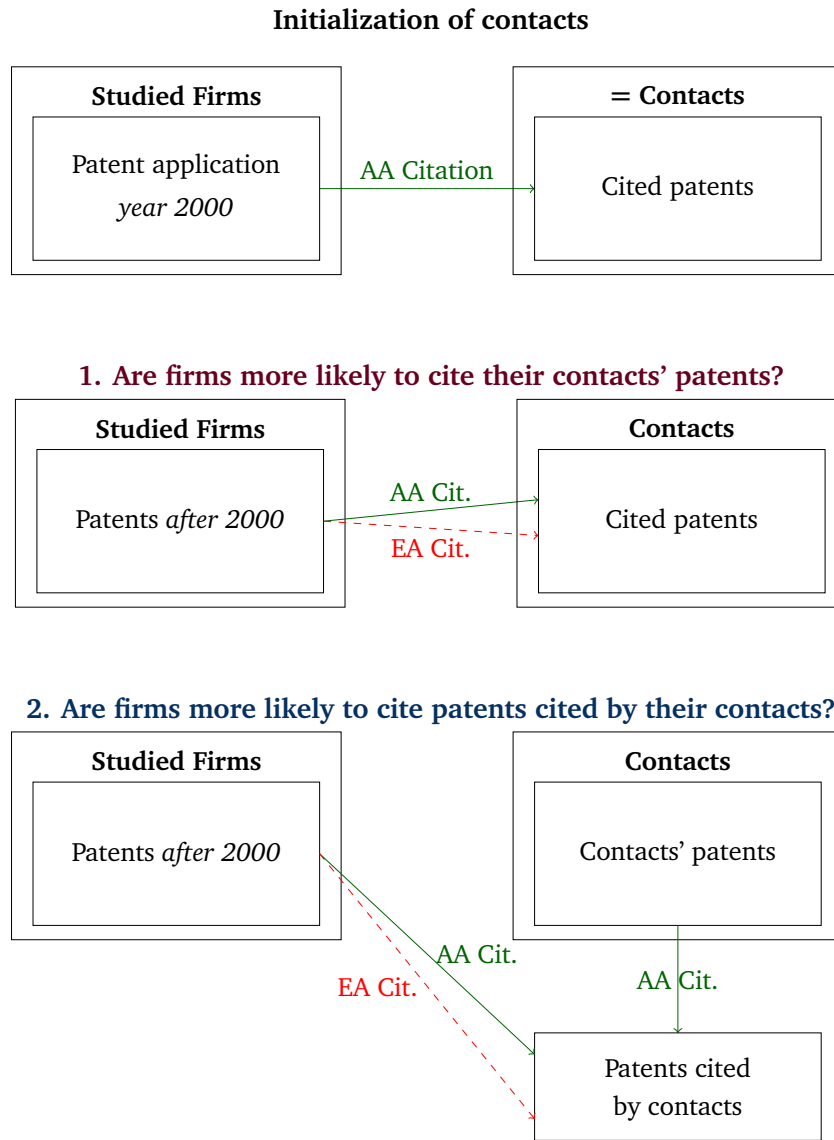 Initialization of contacts
Studied Firms
= Contacts
Patent application
year 2000
AA Citation
Cited patents
1. Are firms more likely to cite their contacts’ patents?
Studied Firms
Contacts
Patents after 2000
AA Cit.
EA Cit.
Cited patents
2. Are firms more likely to cite patents cited by their contacts?
Studied Firms
Contacts
Patents after 2000
Contacts’ patents
AA Cit.
EA Cit.
AA Cit.
Patents cited
by contacts